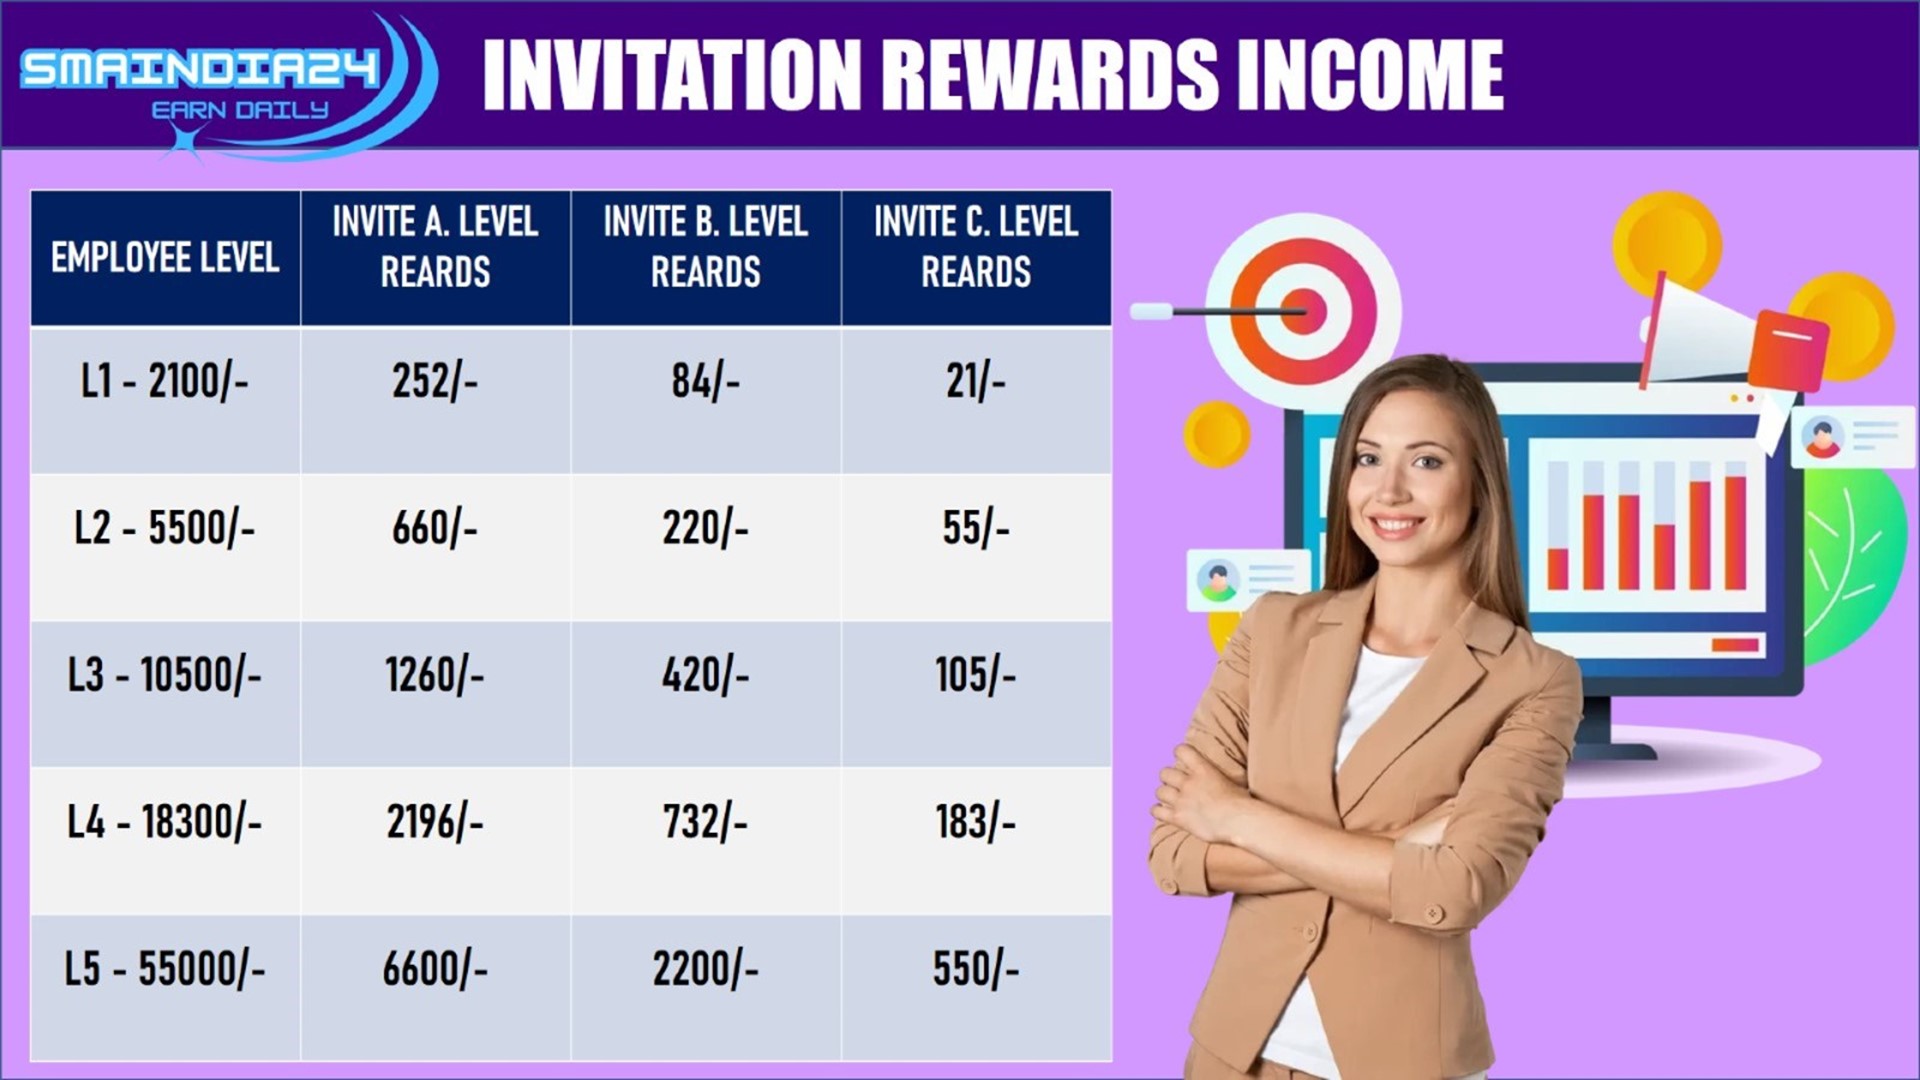 SMAINDIA24
EARN DAILY
INVITATION REWARDS INCOME
EMPLOYEE LEVEL
INVITE A. LEVEL
REARDS
INVITE B. LEVEL
REARDS
INVITE C. LEVEL
REARDS
L1 - 2100/-
252/-
84/-
21/-
L2 - 5500/-
660/-
220/-
55/-
L3 - 10500/-
1260/-
420/-
105/-
L4 - 18300/-
2196/-
732/-
183/-
L5 - 55000/-
6600/-
2200/-
550/-